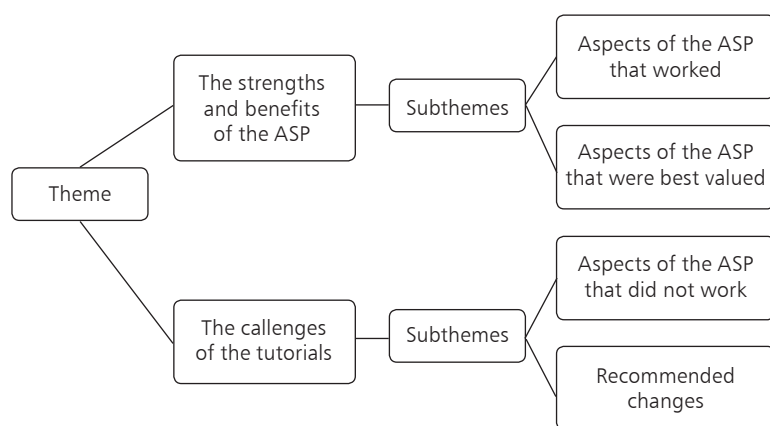 Theme
The strengths
and benefits
of the ASP
Subthemes
Aspects of the ASP
that worked
Aspects of the ASP
that were best valued
The callenges
of the tutorials
Subthemes
Aspects of the ASP
that did not work
Recommended
changes